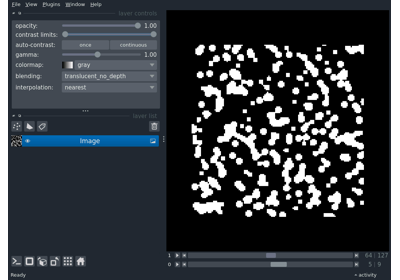 File View Plugins Window Help
layer controls
opacity: 1.00
contrast limits:
auto-contrast: once continuous
gamma: 1.00
colormap: gray
blending: translucent_no_depth
interpolation: nearest
layer list
Image
1 64 127
0 5 9
Ready activity